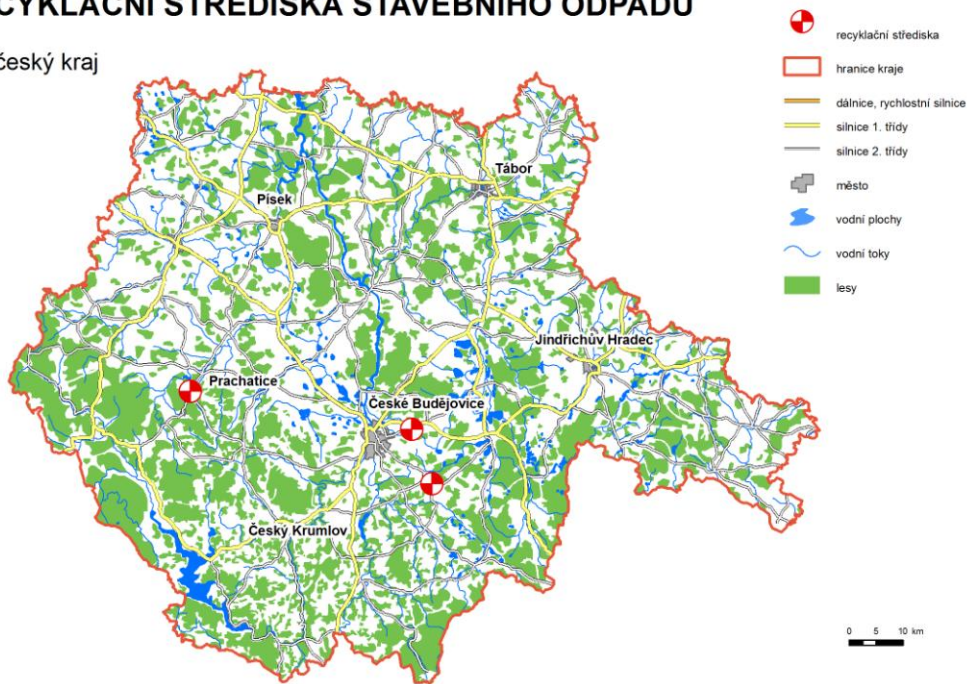 CYKLAČNÍ STŘEDISKA STAVEBNÍHO ODPADU
český kraj
recyklační střediska
hranice kraje
dálnice, rychlostní silnice
silnice 1. třídy
silnice 2. třídy
město
vodní plochy
vodní toky
lesy
Tábor
Písek
Jindřichův Hradec
Prachatice
České Budějovice
Český Krumlov
0 5 10 km